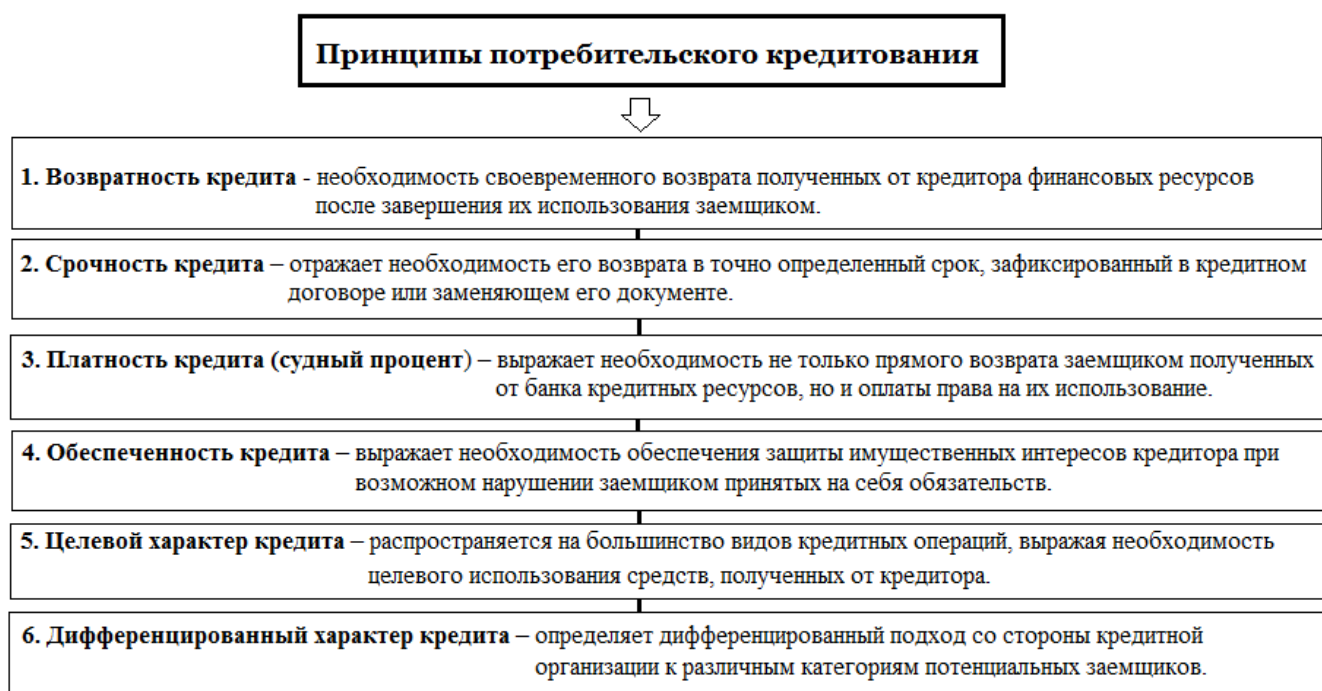 Принципы потребительского кредитования
1. Возвратность кредита - необходимость своевременного возврата полученных от кредитора финансовых ресурсов
после завершения их использования заемщиком.
2. Срочность кредита – отражает необходимость его возврата в точно определенный срок, зафиксированный в кредитном
договоре или заменяющем его документе.
3. Платность кредита (судный процент) – выражает необходимость не только прямого возврата заемщиком полученных
от банка кредитных ресурсов, но и оплаты права на их использование.
4. Обеспеченность кредита – выражает необходимость обеспечения защиты имущественных интересов кредитора при
возможном нарушении заемщиком принятых на себя обязательств.
5. Целевой характер кредита – распространяется на большинство видов кредитных операций, выражая необходимость
целевого использования средств, полученных от кредитора.
6. Дифференцированный характер кредита – определяет дифференцированный подход со стороны кредитной
организации к различным категориям потенциальных заемщиков.